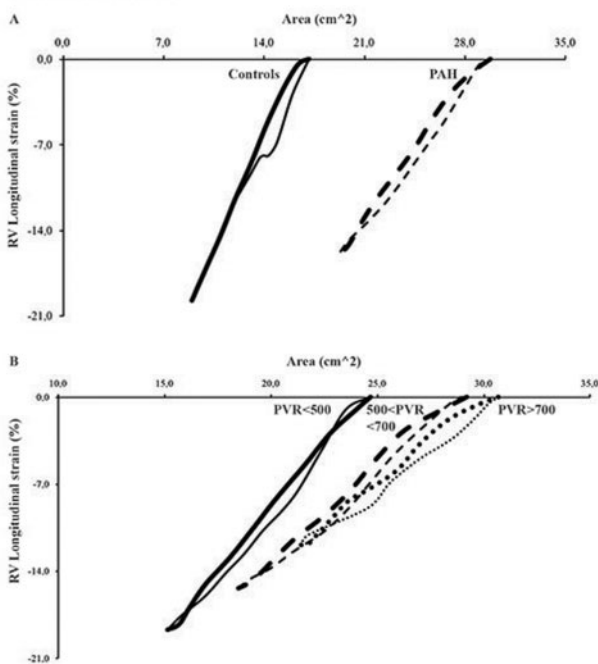 A
Area (cm^2)
0,0 7,0 14,0 21,0 28,0 35,0
0,0
Controls PAH
-7,0
-14,0
-21,0
RV Longitudinal strain (%)
B
Area (cm^2)
10,0 15,0 20,0 25,0 30,0 35,0
0,0
PVR<500 500<PVR PVR>700
<700
-7,0
-14,0
-21,0
RV Longitudinal strain (%)